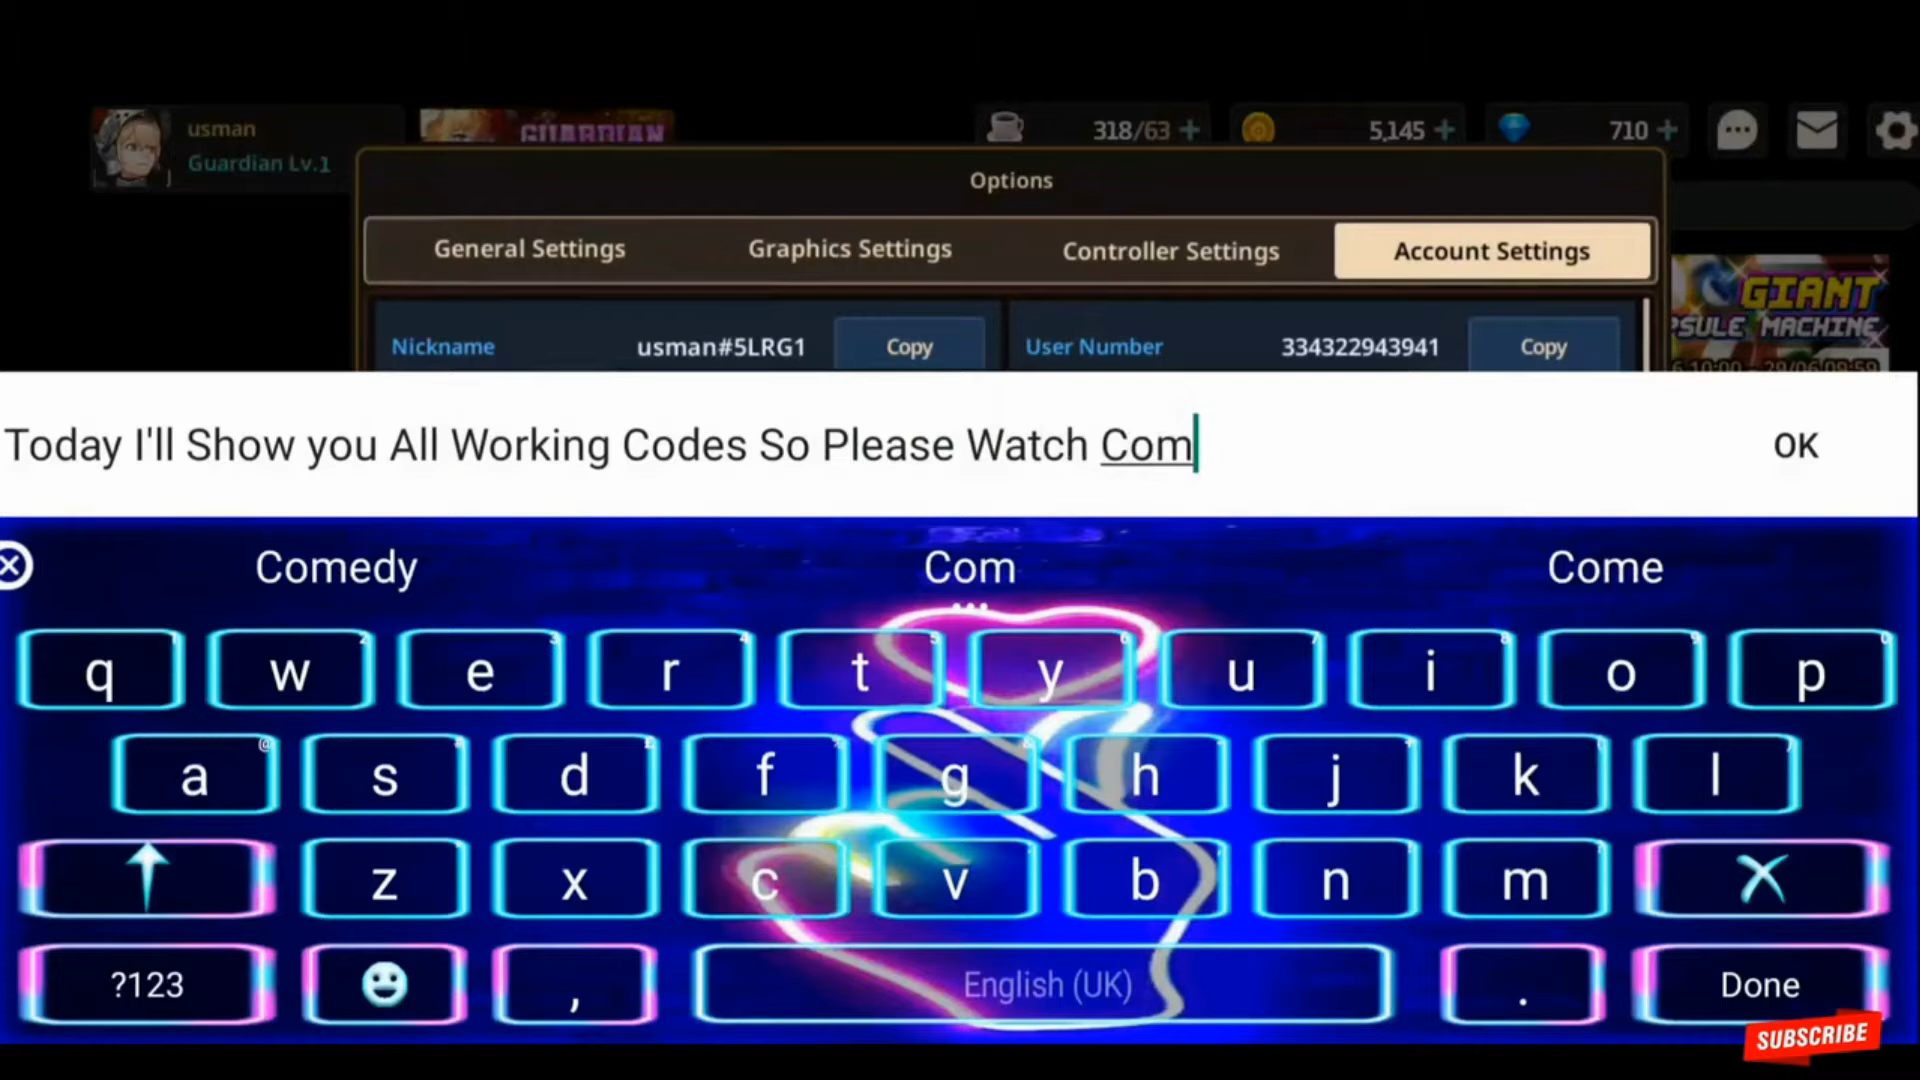 usman
Guardian Lv.1
GUARDIAN
318/63
5,145
710
Options
General Settings
Graphics Settings
Controller Settings
Account Settings
Nickname
usman#5LRG1
Copy
User Number
334322943941
Copy
GIANT
PSULE MACHINE
Today I'll Show you All Working Codes So Please Watch Com
OK
Comedy
Com
Come
q w e r t y u i o p
a s d f g h j k l
z x c v b n m
?123
,
English (UK)
.
Done
SUBSCRIBE